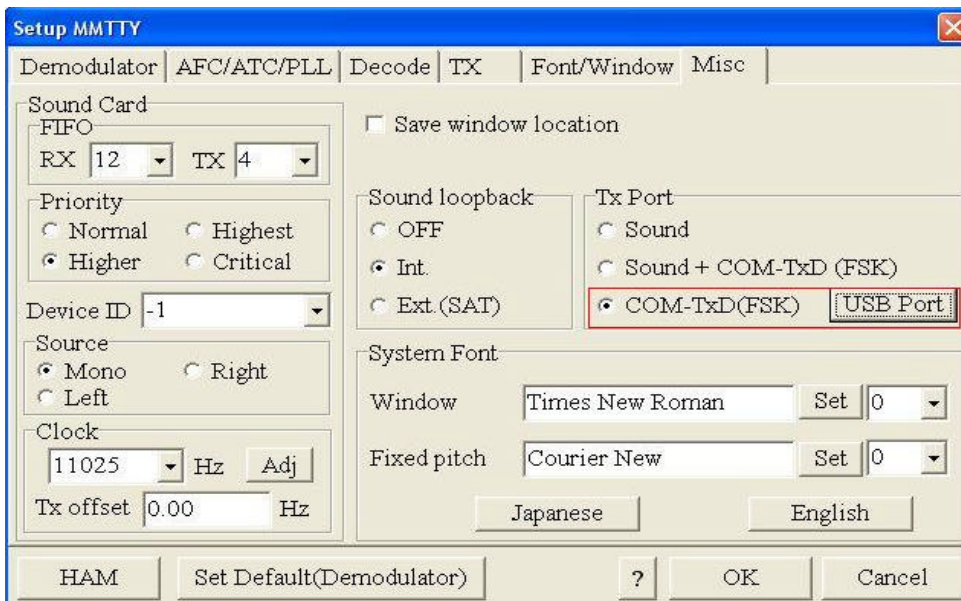 Setup MMTTY
Demodulator AFC/ATC/PLL Decode TX Font/Window Misc
Sound Card
FIFO
RX 12 TX 4
Priority
Normal Highest
Higher Critical
Device ID -1
Source
Mono Right
Left
Clock
11025 Hz Adj
Tx offset 0.00 Hz
Save window location
Sound loopback
OFF
Int.
Ext.(SAT)
Tx Port
Sound
Sound + COM-TxD (FSK)
COM-TxD(FSK) USB Port
System Font
Window Times New Roman Set 0
Fixed pitch Courier New Set 0
Japanese English
HAM Set Default(Demodulator) ? OK Cancel